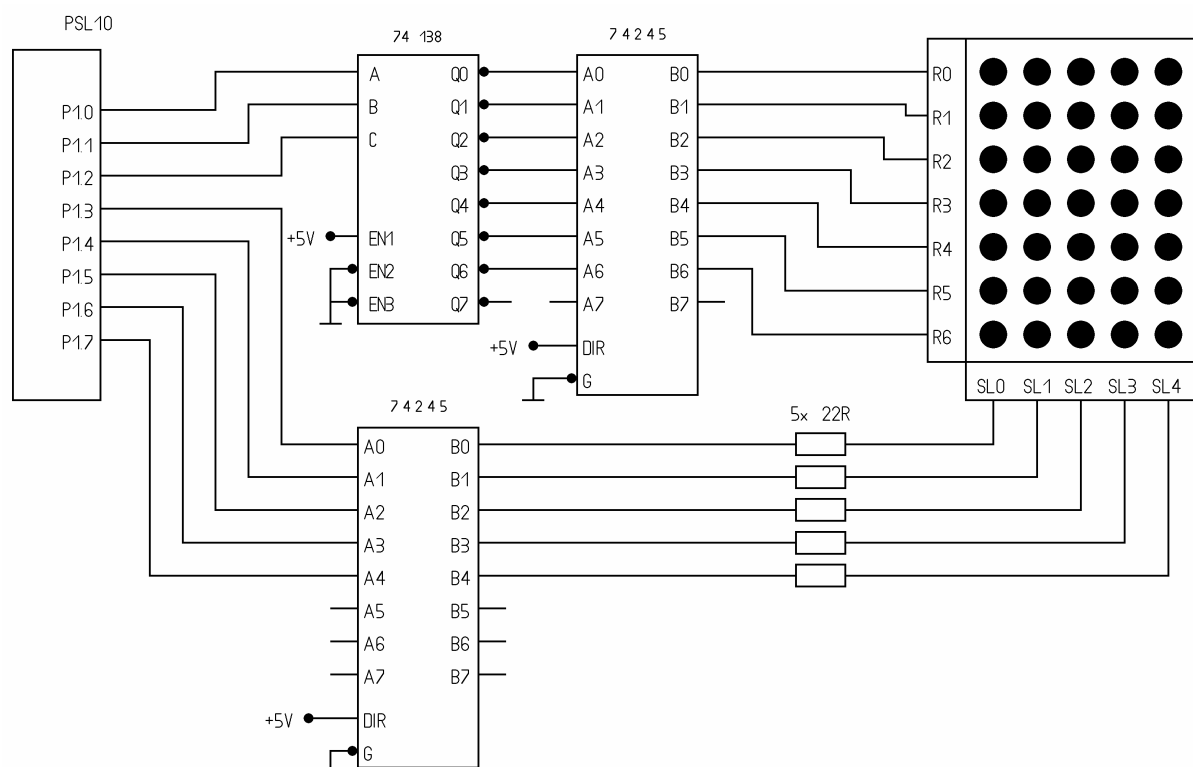 PSL10
P1.0
P1.1
P1.2
P1.3
P1.4
P1.5
P1.6
P1.7
74 138
A
B
C
+5V
EN1
EN2
EN3
Q0
Q1
Q2
Q3
Q4
Q5
Q6
Q7
74245
A0
A1
A2
A3
A4
A5
A6
A7
+5V
DIR
G
B0
B1
B2
B3
B4
B5
B6
B7
R0
R1
R2
R3
R4
R5
R6
SL0 SL1 SL2 SL3 SL4
74245
A0
A1
A2
A3
A4
A5
A6
A7
+5V
DIR
G
B0
B1
B2
B3
B4
B5
B6
B7
5x 22R